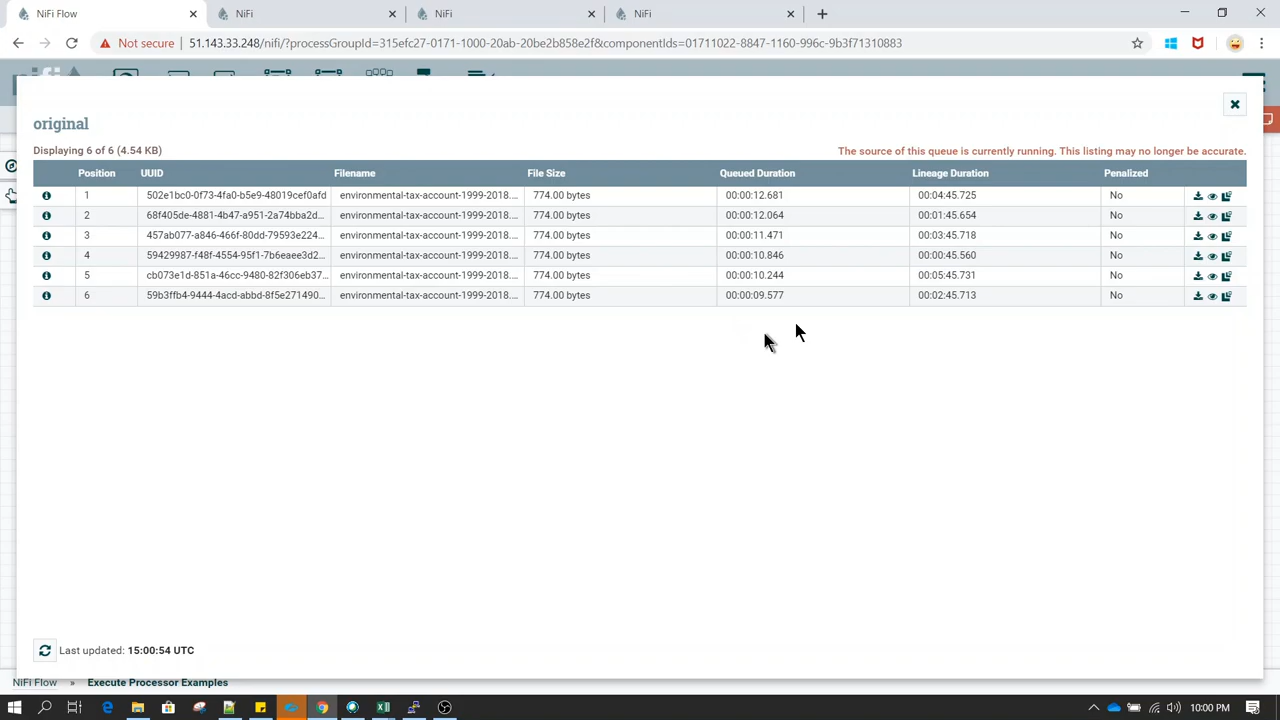 NiFi Flow
NiFi
NiFi
NiFi
Not secure 51.143.33.248/nifi/?processGroupId=315efc27-0171-1000-20ab-20be2b858e2f&componentIds=01711022-8847-1160-996c-9b3f71310883
original
Displaying 6 of 6 (4.54 KB)
The source of this queue is currently running. This listing may no longer be accurate.
Position UUID Filename File Size Queued Duration Lineage Duration Penalized
1 502e1bc0-0f73-4fa0-b5e9-48019cef0afd environmental-tax-account-1999-2018.... 774.00 bytes 00:00:12.681 00:04:45.725 No
2 68f405de-4881-4b47-a951-2a74bba2d... environmental-tax-account-1999-2018.... 774.00 bytes 00:00:12.064 00:01:45.654 No
3 457ab077-a846-466f-80dd-79593e224... environmental-tax-account-1999-2018.... 774.00 bytes 00:00:11.471 00:03:45.718 No
4 59429987-f48f-4554-95f1-7b6eaee3d2... environmental-tax-account-1999-2018.... 774.00 bytes 00:00:10.846 00:00:45.560 No
5 cb073e1d-851a-46cc-9480-82f306eb37... environmental-tax-account-1999-2018.... 774.00 bytes 00:00:10.244 00:05:45.731 No
6 59b3ffb4-9444-4acd-abbd-8f5e271490... environmental-tax-account-1999-2018.... 774.00 bytes 00:00:09.577 00:02:45.713 No
Last updated: 15:00:54 UTC
NiFi Flow » Execute Processor Examples
10:00 PM